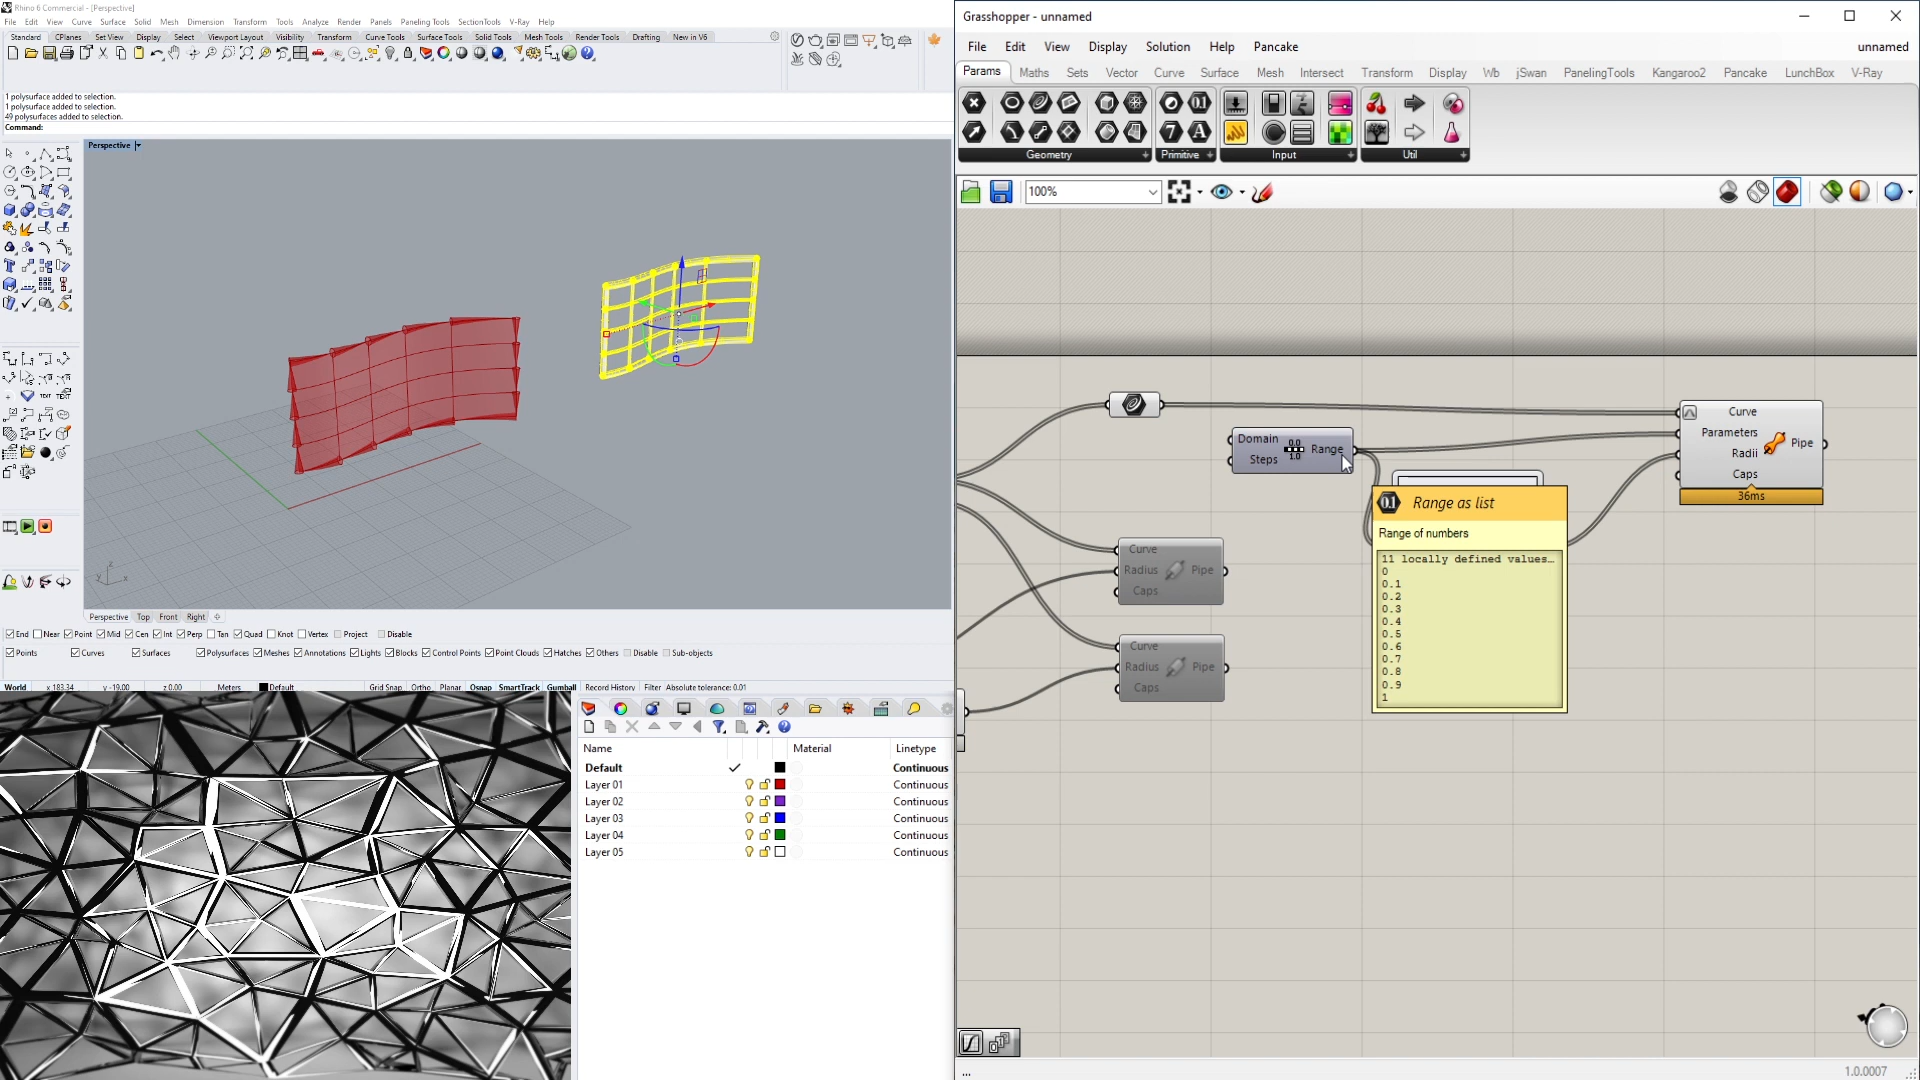 Rhino 6 Commercial - [Perspective]
File Edit View Curve Surface Solid Mesh Dimension Transform Tools Analyze Render Panels Paneling Tools SectionTools V-Ray Help
Standard CPlanes Set View Display Select Viewport Layout Visibility Transform Curve Tools Surface Tools Solid Tools Mesh Tools Render Tools Drafting New in V6
1 polysurface added to selection.
1 polysurface added to selection.
49 polysurfaces added to selection.
Command:
Perspective
Perspective Top Front Right
End Near Point Mid Cen Int Perp Tan Quad Knot Vertex Project Disable
Points Curves Surfaces Polysurfaces Meshes Annotations Lights Blocks Control Points Point Clouds Hatches Others Disable Sub-objects
World x 183.34 y -19.00 z 0.00 Meters Default Grid Snap Ortho Planar Osnap SmartTrack Gumball Record History Filter Absolute tolerance: 0.01
Name Material Linetype
Default Continuous
Layer 01 Continuous
Layer 02 Continuous
Layer 03 Continuous
Layer 04 Continuous
Layer 05 Continuous
Grasshopper - unnamed
File Edit View Display Solution Help Pancake unnamed
Params Maths Sets Vector Curve Surface Mesh Intersect Transform Display Wb jSwan PanelingTools Kangaroo2 Pancake LunchBox V-Ray
Geometry Primitive Input Util
100%
Curve
Parameters
Radii
Caps
Pipe
36ms
Domain
Steps
Range
0.0
1.0
Range as list
Range of numbers
11 locally defined values…
0
0.1
0.2
0.3
0.4
0.5
0.6
0.7
0.8
0.9
1
Curve
Radius
Caps
Pipe
Curve
Radius
Caps
Pipe
...
1.0.0007